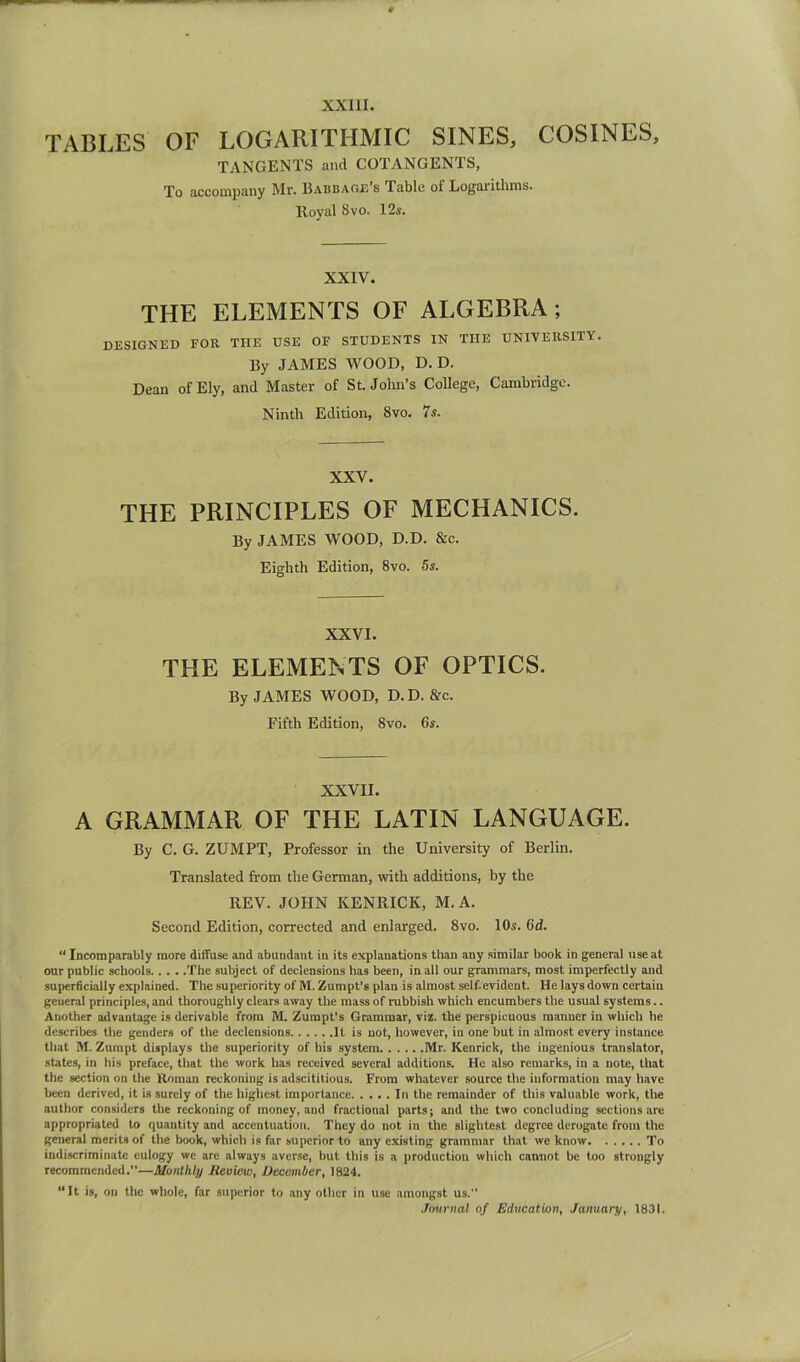 XXIII.
TABLES OF LOGARITHMIC SINES, COSINES,
TANGENTS and COTANGENTS,
To accompany Mr. BABBAGE'S Table of Logarithms.
Royal 8vo. 12s.
XXIV.
THE ELEMENTS OF ALGEBRA;
DESIGNED FOR THE USE OF STUDENTS IN THE UNIVERSITY.
By JAMES WOOD, D. D.
Dean of Ely, and Master of St. John's College, Cambridge.
Ninth Edition, 8vo. 7s.
XXV.
THE PRINCIPLES OF MECHANICS.
By JAMES WOOD, D.D. &c.
Eighth Edition, 8vo. 5s.
XXVI.
THE ELEMENTS OF OPTICS.
By JAMES WOOD, D. D. &c.
Fifth Edition, 8vo. 6s.
XXVII.
A GRAMMAR OF THE LATIN LANGUAGE.
By C. G. ZUMPT, Professor in the University of Berlin.
Translated from the German, with additions, by the
REV. JOHN KENRICK, M. A.
Second Edition, corrected and enlarged. 8vo. 10s. 6d.
"Incomparably more diffuse and abundant in its explanations than any similar book in general use at
our public schools. . . . .The subject of declensions has been, in all our grammars, most imperfectly and
superficially explained. The superiority of M. Zumpt's plan is almost self-evident. He lays down certain
general principles, and thoroughly clears away the mass of rubbish which encumbers the usual systems. .
Another advantage is derivable from M. Zumpt's Grammar, viz. the perspicuous manner in which he
describes the genders of the declensions. . . . . .It is not, however, in one but in almost every instance
that M. Zumpt displays the superiority of his system. . . . . .Mr. Kenrick, the ingenious translator,
states, in his preface, that the work has received several additions. He also remarks, in a note, that
the section on the Roman reckoning is adscititious. From whatever source the information may have
been derived, it is surely of the highest importance. . . . . In the remainder of this valuable work, the
author considers the reckoning of money, and fractional parts; and the two concluding sections are
appropriated to quantity and accentuation. They do not in the slightest degree derogate from the
general merits of the book, which is far superior to any existing grammar that we know. . . . . . To
indiscriminate eulogy we are always averse, but this is a production which cannot be too strongly
recommended."—Monthly Review, December, 1824.
"It is, on the whole, far superior to any other in use amongst us."
Journal of Education, January, 1831.